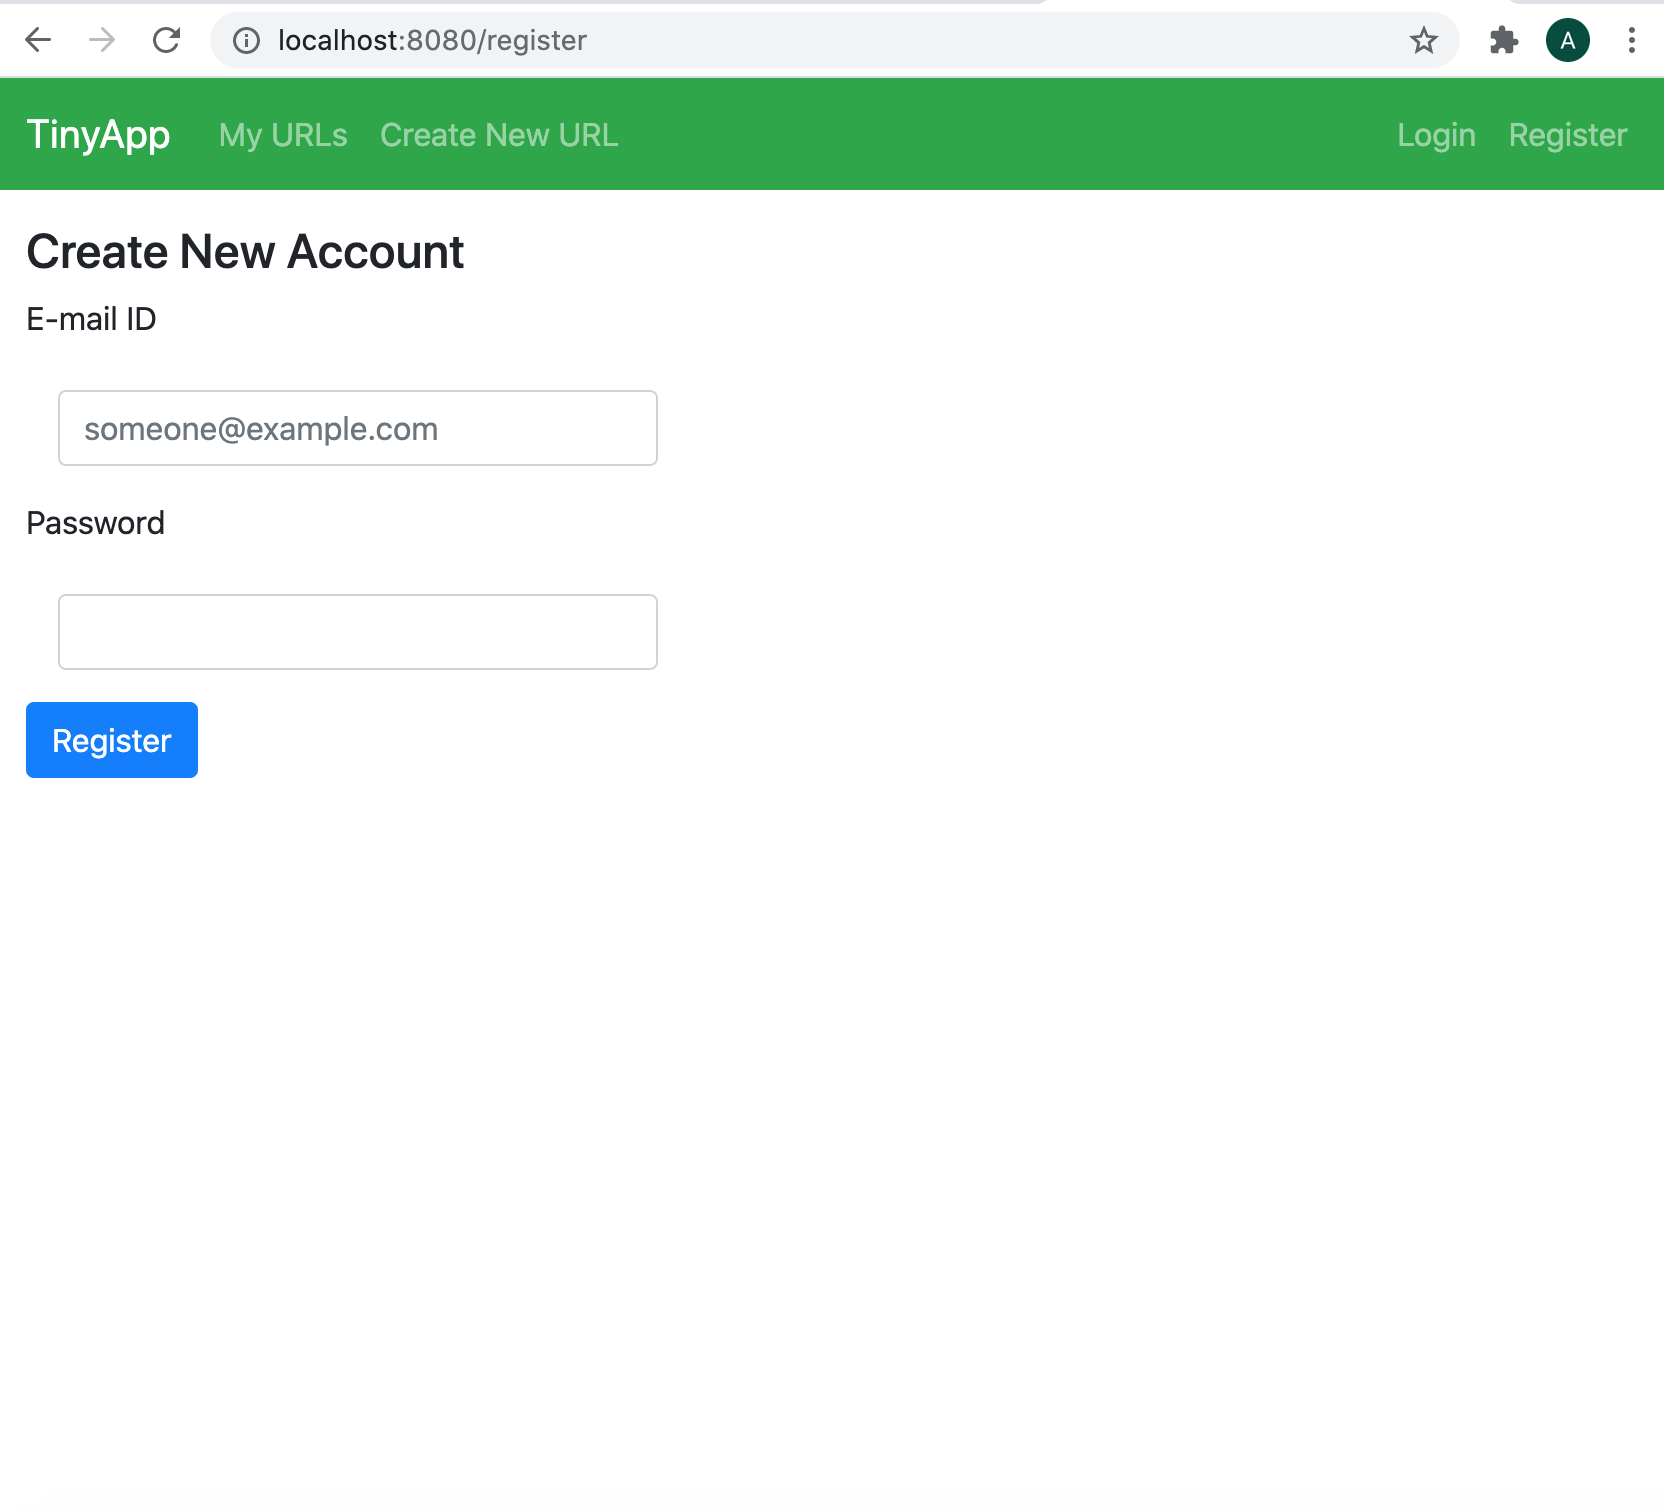 localhost:8080/register
A
TinyApp My URLs Create New URL Login Register
Create New Account
E-mail ID
someone@example.com
Password
Register